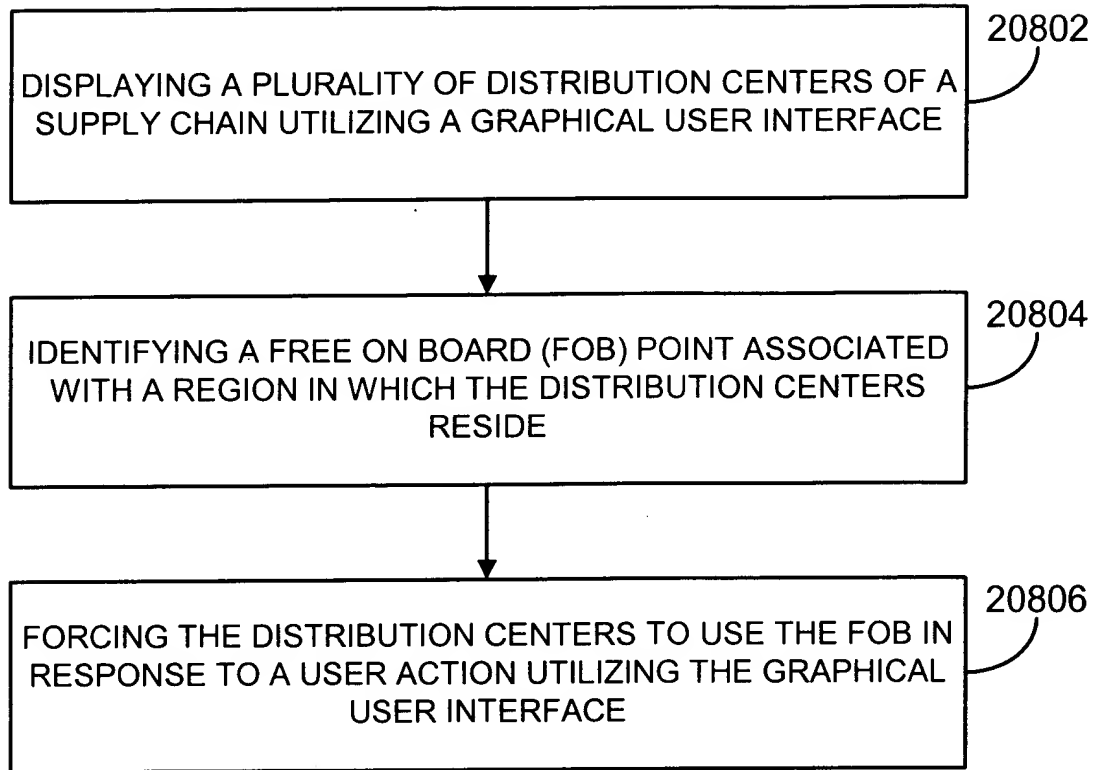 20802
DISPLAYING A PLURALITY OF DISTRIBUTION CENTERS OF A
SUPPLY CHAIN UTILIZING A GRAPHICAL USER INTERFACE
20804
IDENTIFYING A FREE ON BOARD (FOB) POINT ASSOCIATED
WITH A REGION IN WHICH THE DISTRIBUTION CENTERS
RESIDE
20806
FORCING THE DISTRIBUTION CENTERS TO USE THE FOB IN
RESPONSE TO A USER ACTION UTILIZING THE GRAPHICAL
USER INTERFACE